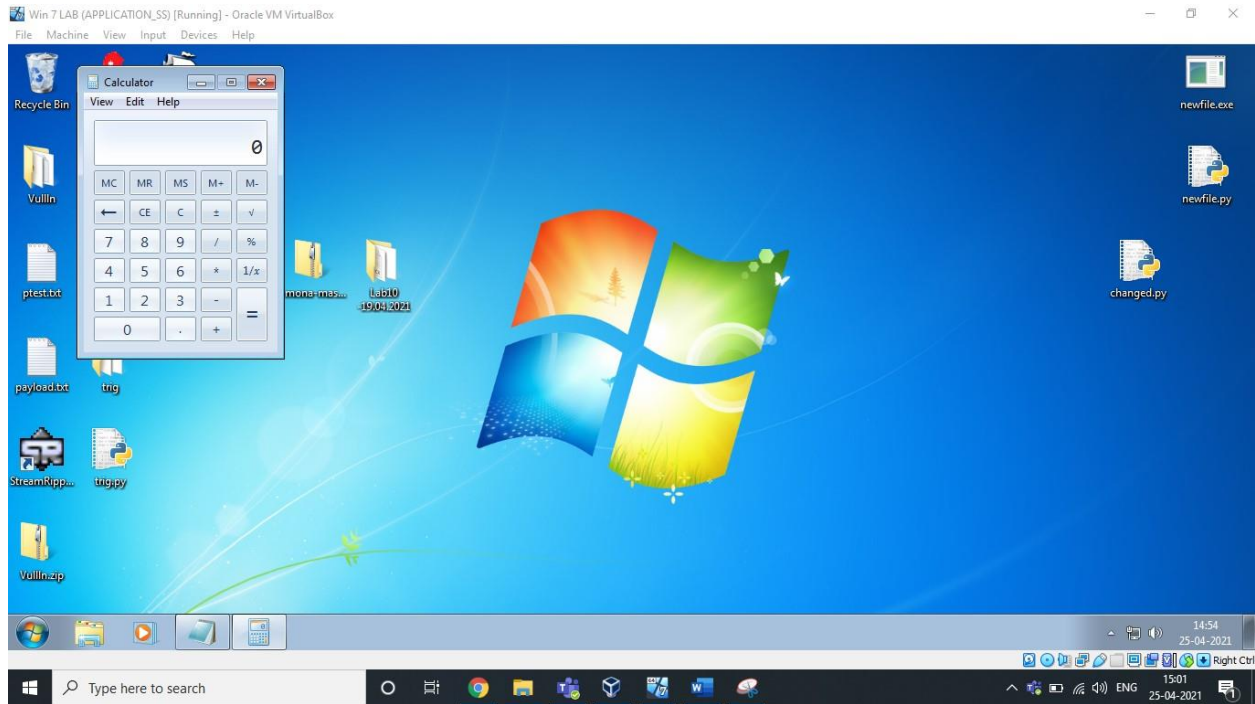 Win 7 LAB (APPLICATION_SS) [Running] - Oracle VM VirtualBox
File Machine View Input Devices Help
Recycle Bin
Calculator
View Edit Help
0
MC MR MS M+ M-
← CE C ± √
7 8 9 / %
4 5 6 * 1/x
1 2 3 - =
0 . +
newfile.exe
Vullln
newfile.py
ptest.txt
mona-mas...
Lab10
-19.04.2021
changed.py
payload.txt
trig
StreamRipp...
trig.py
Vullln.zip
14:54
25-04-2021
Right Ctrl
Type here to search
ENG
15:01
25-04-2021